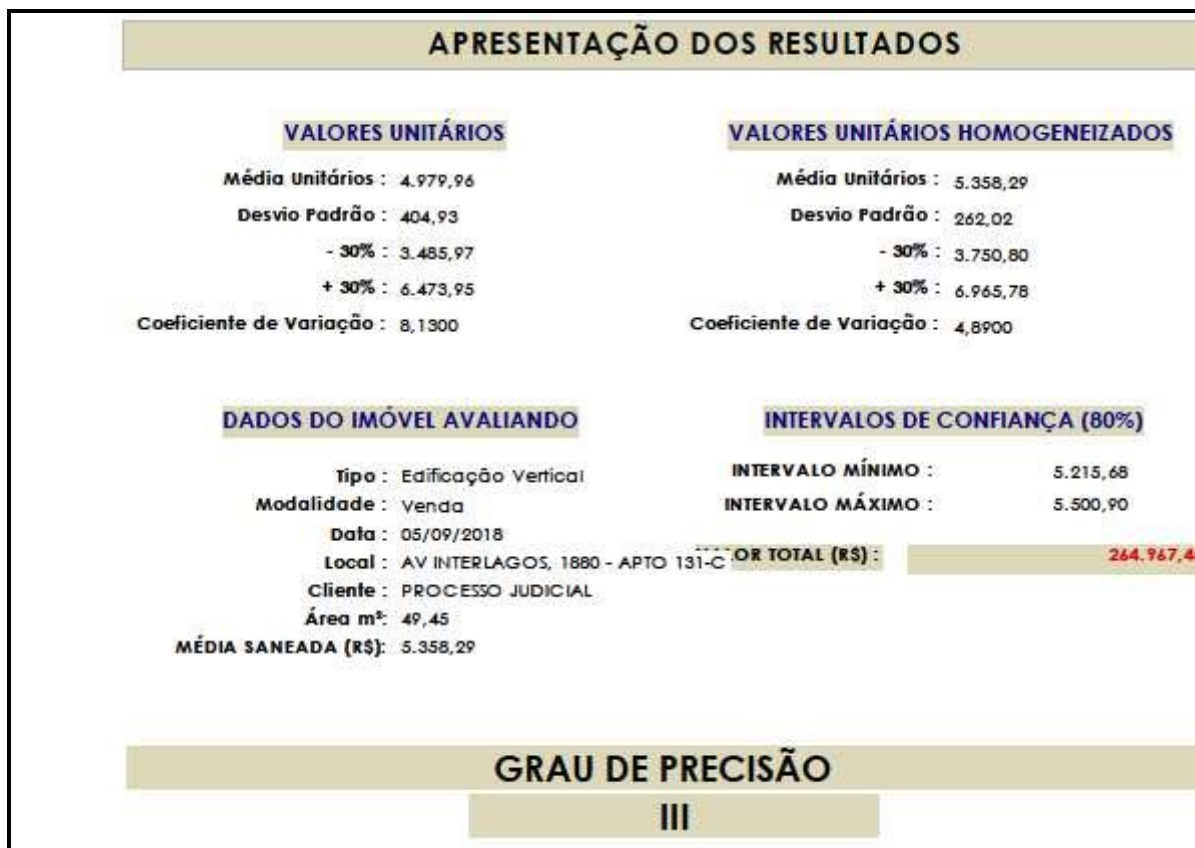 APRESENTAÇÃO DOS RESULTADOS
VALORES UNITÁRIOS
Média Unitários : 4.979,96
Desvio Padrão : 404,93
- 30% : 3.485,97
+ 30% : 6.473,95
Coeficiente de Variação : 8,1300
VALORES UNITÁRIOS HOMOGENEIZADOS
Média Unitários : 5.358,29
Desvio Padrão : 262,02
- 30% : 3.750,80
+ 30% : 6.965,78
Coeficiente de Variação : 4,8900
DADOS DO IMÓVEL AVALIANDO
Tipo : Edificação Vertical
Modalidade : Venda
Data : 05/09/2018
Local : AV INTERLAGOS, 1880 - APTO 131-C
Cliente : PROCESSO JUDICIAL
Área m²: 49,45
MÉDIA SANEADA (R$): 5.358,29
INTERVALOS DE CONFIANÇA (80%)
INTERVALO MÍNIMO : 5.215,68
INTERVALO MÁXIMO : 5.500,90
OR TOTAL (R$) : 264.967,4
GRAU DE PRECISÃO
III